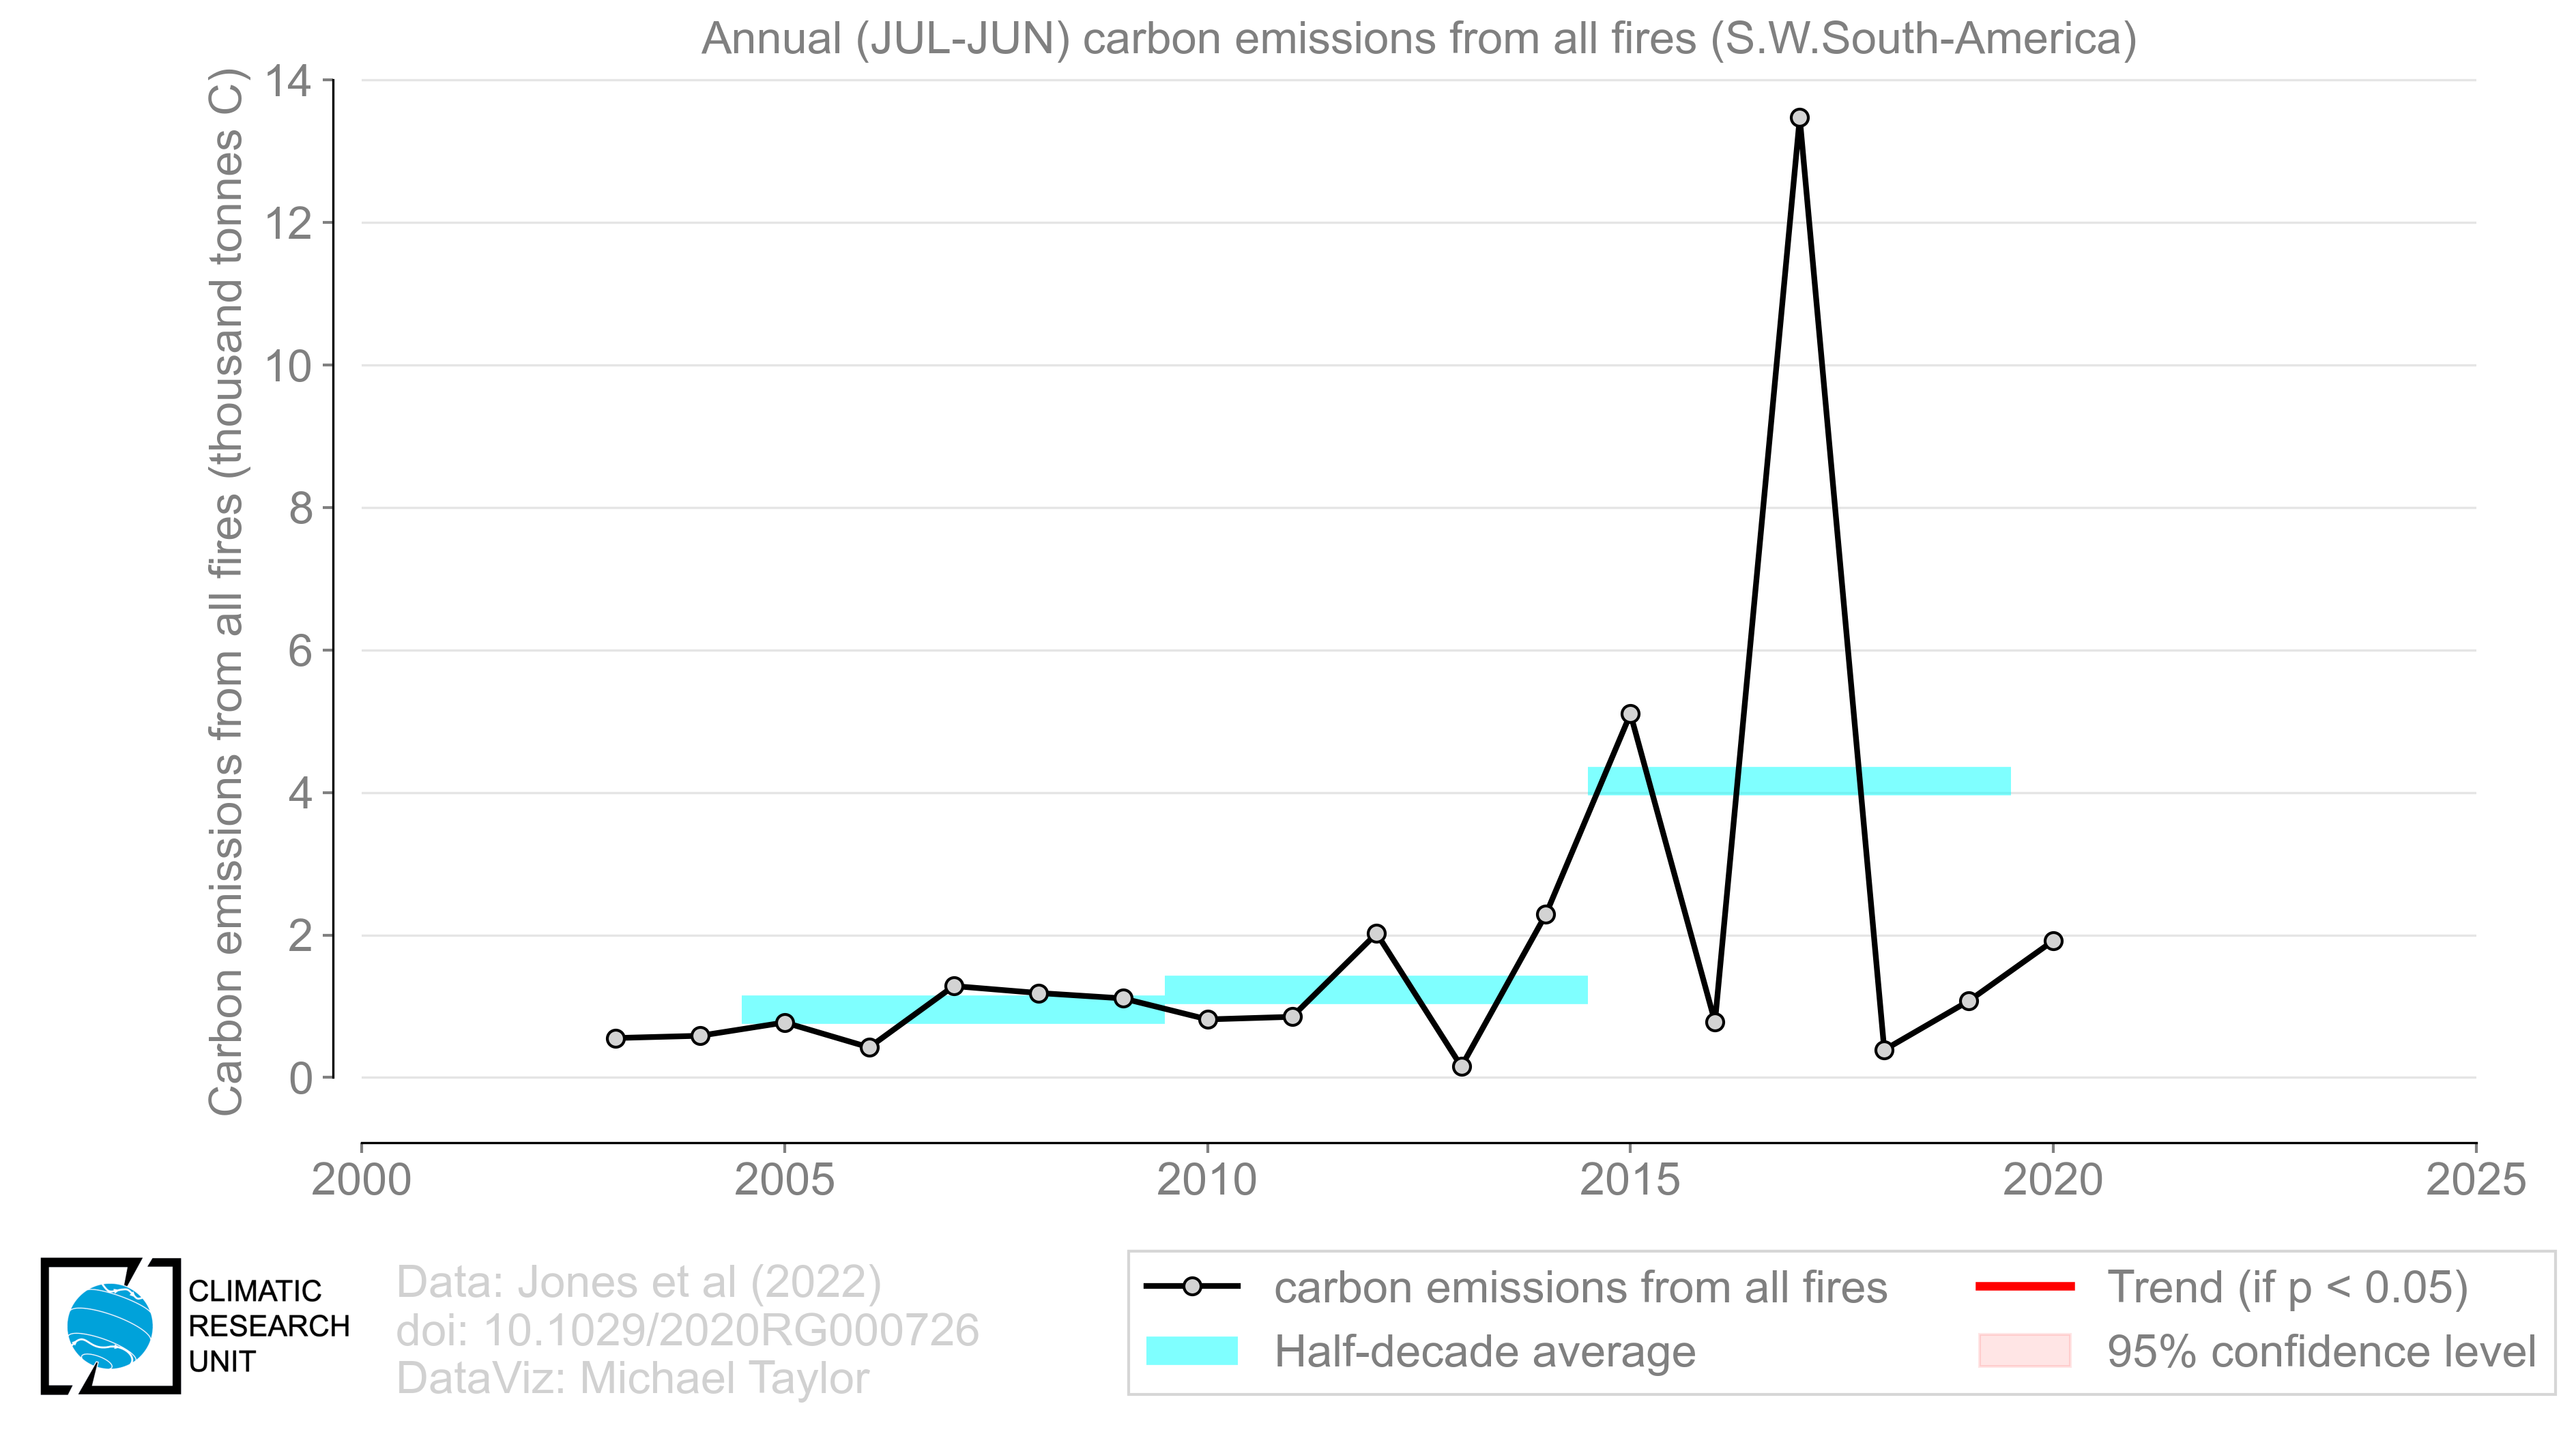 Annual (JUL-JUN) carbon emissions from all fires (S.W.South-America)
Carbon emissions from all fires (thousand tonnes C)
14
12
10
8
6
4
2
0
2000 2005 2010 2015 2020 2025
CLIMATIC
RESEARCH
UNIT
Data: Jones et al (2022)
doi: 10.1029/2020RG000726
DataViz: Michael Taylor
carbon emissions from all fires
Half-decade average
Trend (if p < 0.05)
95% confidence level